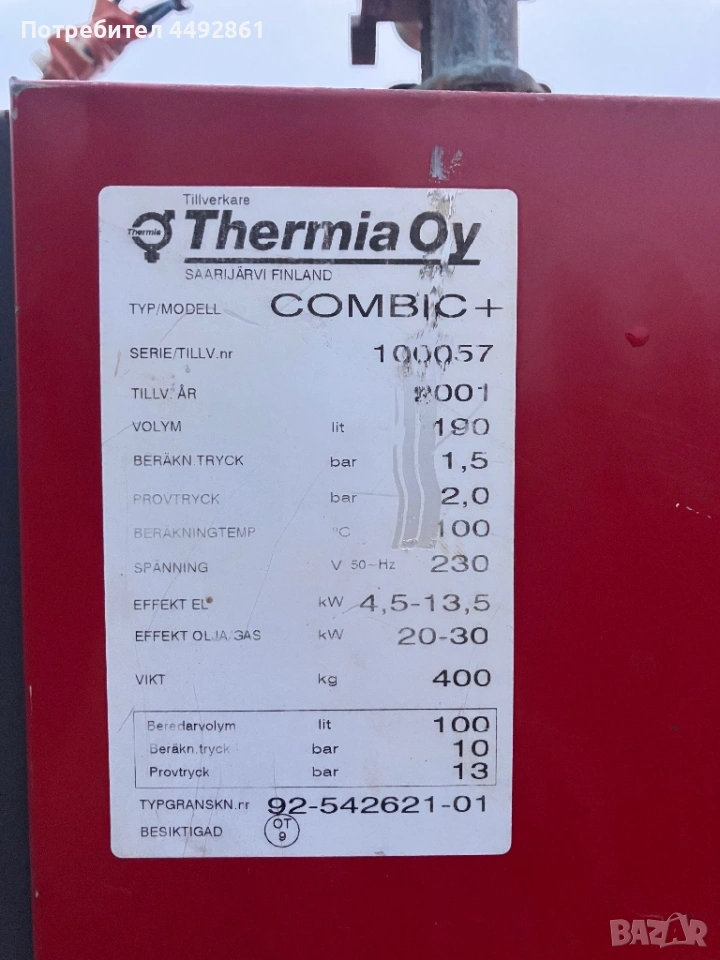 Потребител 4492861
Tillverkare
Thermia
Thermia Oy
SAARIJÄRVI FINLAND
TYP/MODELL COMBIC+
SERIE/TILLV.nr 100057
TILLV. ÅR 2001
VOLYM lit 190
BERÄKN.TRYCK bar 1,5
PROVTRYCK bar 2,0
BERÄKNINGTEMP °C 100
SPÄNNING V 50-Hz 230
EFFEKT EL kW 4,5-13,5
EFFEKT OLJA/GAS kW 20-30
VIKT kg 400
Beredarvolym lit 100
Beräkn.tryck bar 10
Provtryck bar 13
TYPGRANSKN.nr 92-542621-01
BESIKTIGAD OT 9
BAZAR